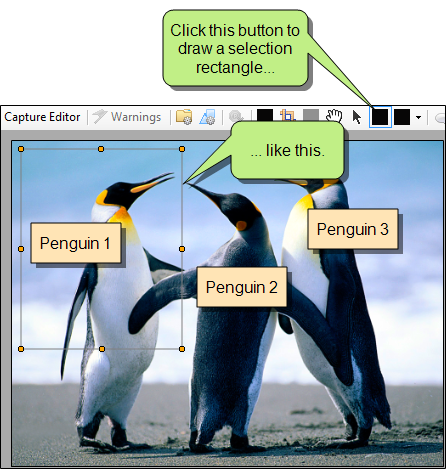 Click this button to
draw a selection
rectangle...
Capture Editor
Warnings
... like this.
Penguin 1
Penguin 3
Penguin 2